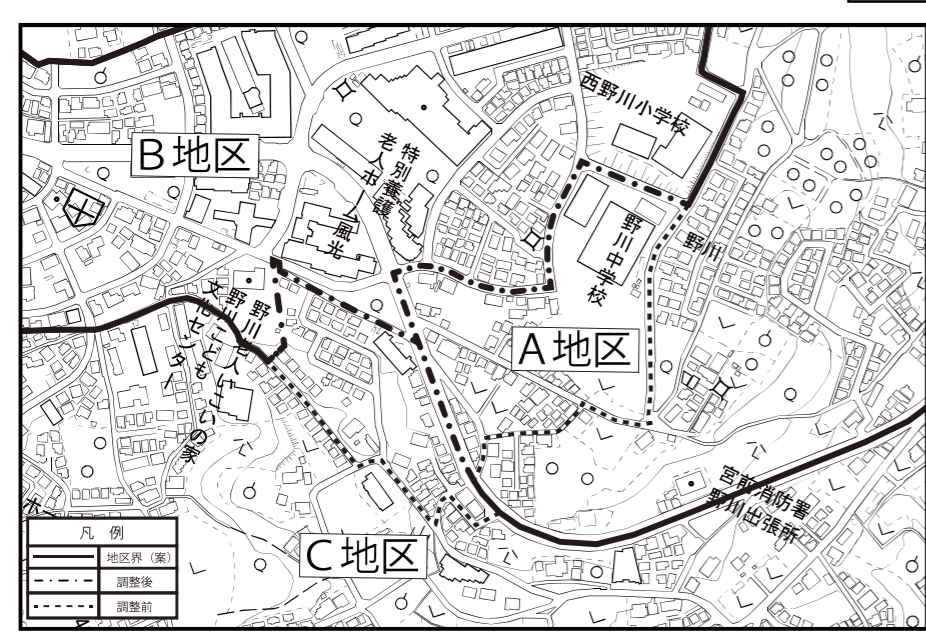 西野川小学校
B地区
特別養護
老人ホーム風光
野川中学校
野川
A地区
野川老人いこいの家
野川こども文化センター
宮前消防署
野川出張所
C地区
凡 例
地区界（案）
調整後
調整前